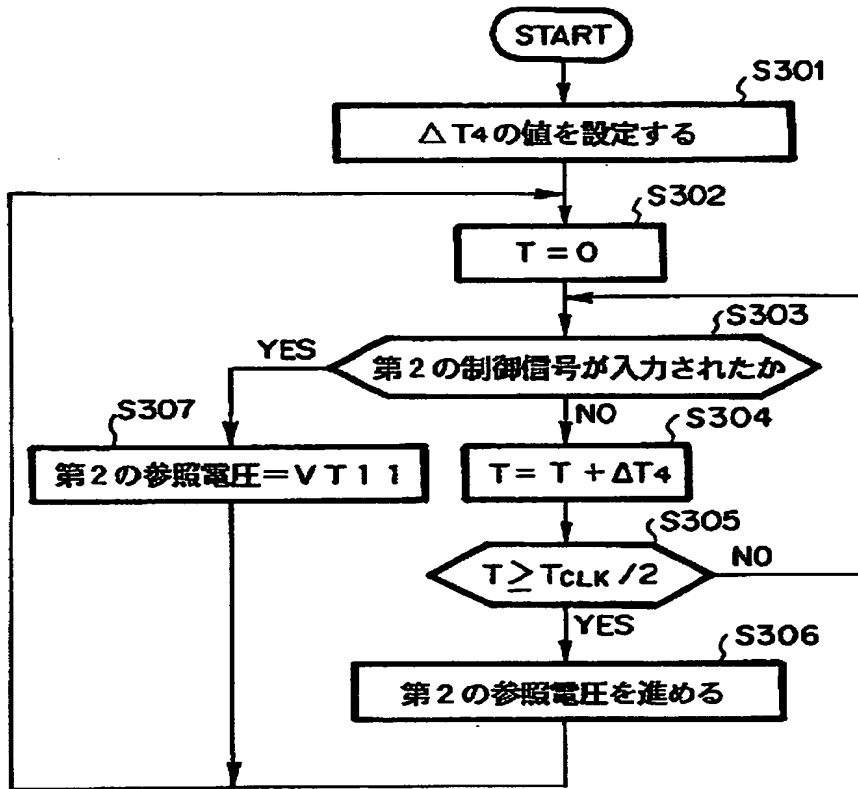 START
S301
△T4の値を設定する
S302
T=0
S303
第2の制御信号が入力されたか
YES
NO
S307
第2の参照電圧=VT11
S304
T=T+ΔT4
S305
T≧TCLK/2
NO
YES
S306
第2の参照電圧を進める